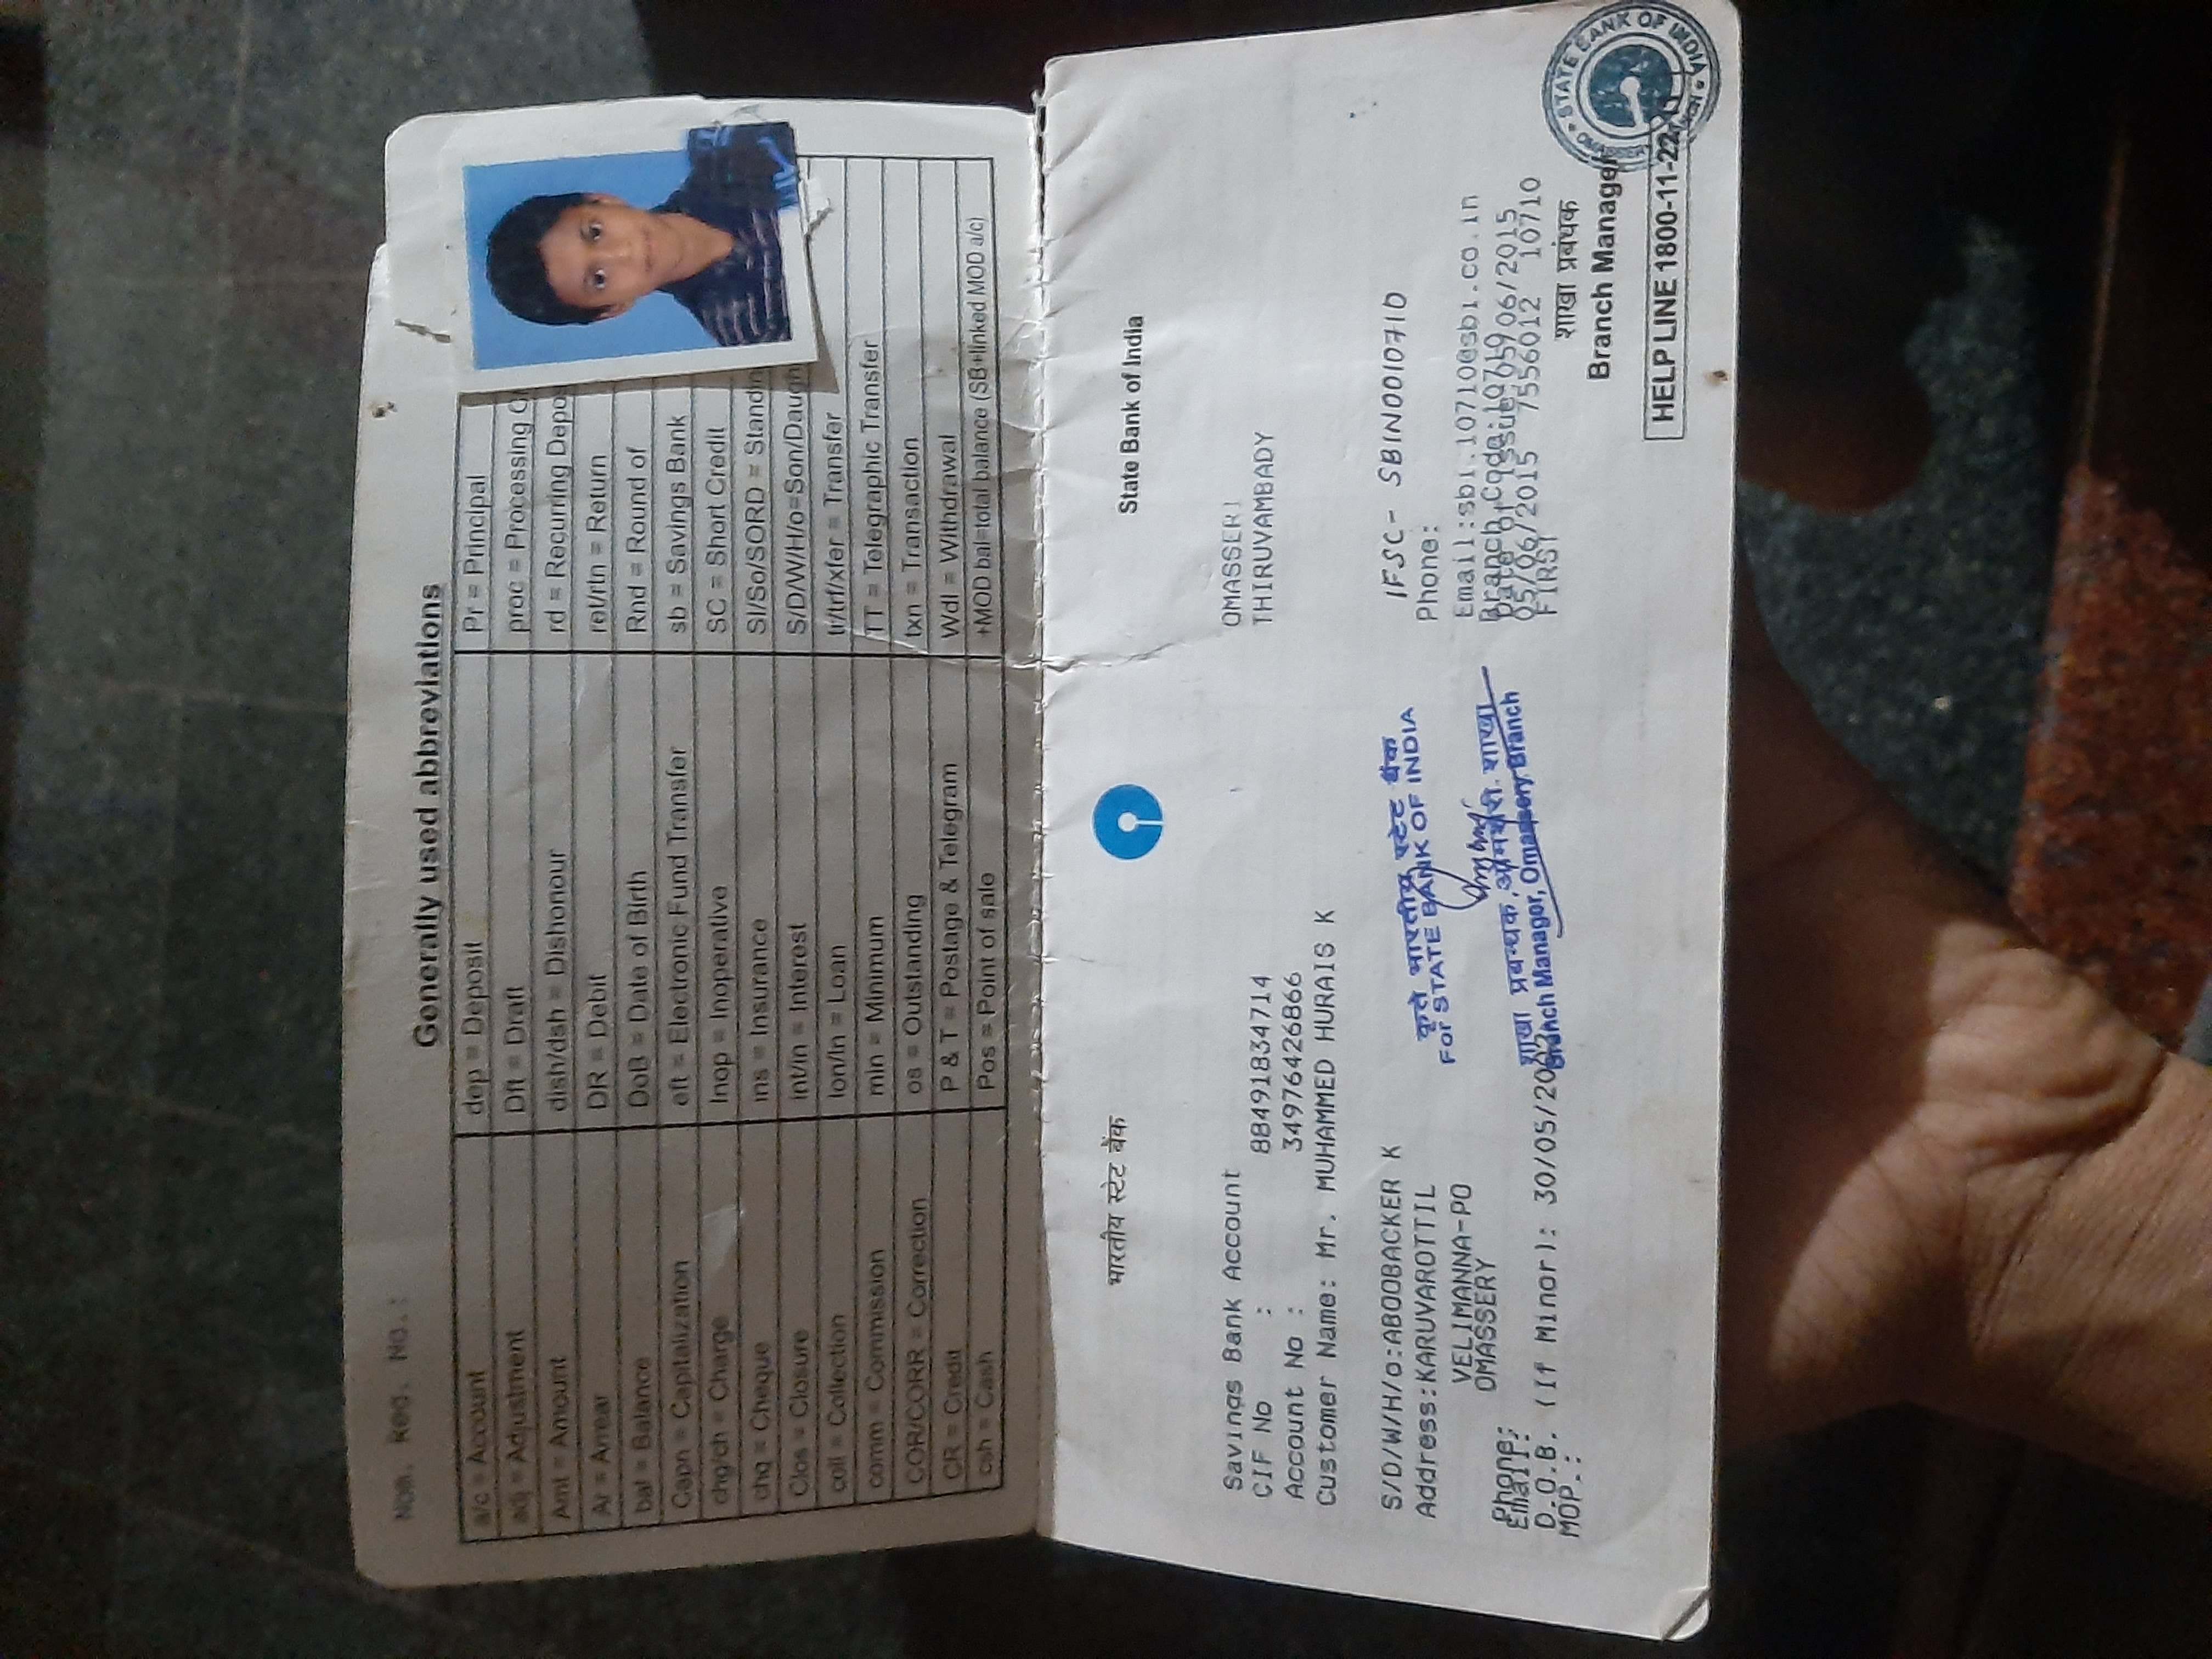 Nom. Reg. No.:
Generally used abbreviations
a/c = Account
adj = Adjustment
Amt = Amount
Ar = Arrear
bal = Balance
Capn = Capitalization
chg/ch = Charge
chq = Cheque
Clos = Closure
coll = Collection
comm = Commission
COR/CORR = Correction
CR = Credit
csh = Cash
dep = Deposit
Dft = Draft
dish/dsh = Dishonour
DR = Debit
DoB = Date of Birth
eft = Electronic Fund Transfer
Inop = Inoperative
ins = Insurance
int/in = Interest
lon/ln = Loan
min = Minimum
os = Outstanding
P & T = Postage & Telegram
Pos = Point of sale
Pr = Principal
proc = Processing
rd = Recurring
ret/rtn = Return
Rnd = Round of
sb = Savings Bank
SC = Short Credit
SI/So/SORD =
S/D/W/H/o=Son/
tr/trf/xfer = Transfer
TT = Telegraphic Transfer
txn = Transaction
Wdl = Withdrawal
+MOD bal=total balance (SB+linked MOD a/c)
भारतीय स्टेट बैंक
State Bank of India
Savings Bank Account
CIF No : 88491834714
Account No : 34976426866
Customer Name: Mr. MUHAMMED HURAIS K
S/D/W/H/o:ABOOBACKER K
Address:KARUVAROTTIL
VELIMANNA-PO
OMASSERY
Phone:
Email:
D.O.B. (If Minor): 30/05/
MOP.:
कृते भारतीय स्टेट बैंक
For STATE BANK OF INDIA
शाखा प्रबन्धक, ओमश्शेरी शाखा
Branch Manager, Omassery Branch
OMASSERI
THIRUVAMBADY
IFSC- SBIN0010710
Phone:
Email:sbi.10710@sbi.co.in
Branch Code:10710
Date of Issue:05/06/2015
05/06/2015 7556012 10710
FIRST
शाखा प्रबंधक
Branch Manager
HELP LINE 1800-11-22
STATE BANK OF INDIA